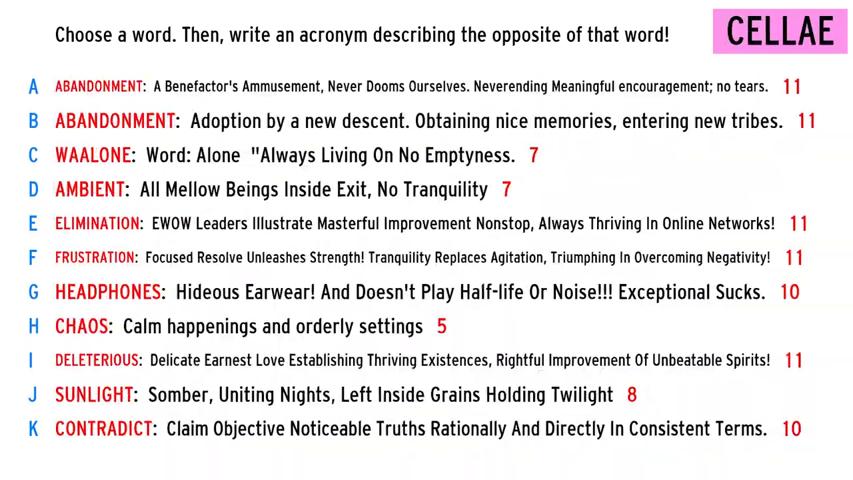 Choose a word. Then, write an acronym describing the opposite of that word!
CELLAE
A ABANDONMENT: A Benefactor's Ammusement, Never Dooms Ourselves. Neverending Meaningful encouragement; no tears. 11
B ABANDONMENT: Adoption by a new descent. Obtaining nice memories, entering new tribes. 11
C WAALONE: Word: Alone "Always Living On No Emptyness. 7
D AMBIENT: All Mellow Beings Inside Exit, No Tranquility 7
E ELIMINATION: EWOW Leaders Illustrate Masterful Improvement Nonstop, Always Thriving In Online Networks! 11
F FRUSTRATION: Focused Resolve Unleashes Strength! Tranquility Replaces Agitation, Triumphing In Overcoming Negativity! 11
G HEADPHONES: Hideous Earwear! And Doesn't Play Half-life Or Noise!!! Exceptional Sucks. 10
H CHAOS: Calm happenings and orderly settings 5
I DELETERIOUS: Delicate Earnest Love Establishing Thriving Existences, Rightful Improvement Of Unbeatable Spirits! 11
J SUNLIGHT: Somber, Uniting Nights, Left Inside Grains Holding Twilight 8
K CONTRADICT: Claim Objective Noticeable Truths Rationally And Directly In Consistent Terms. 10